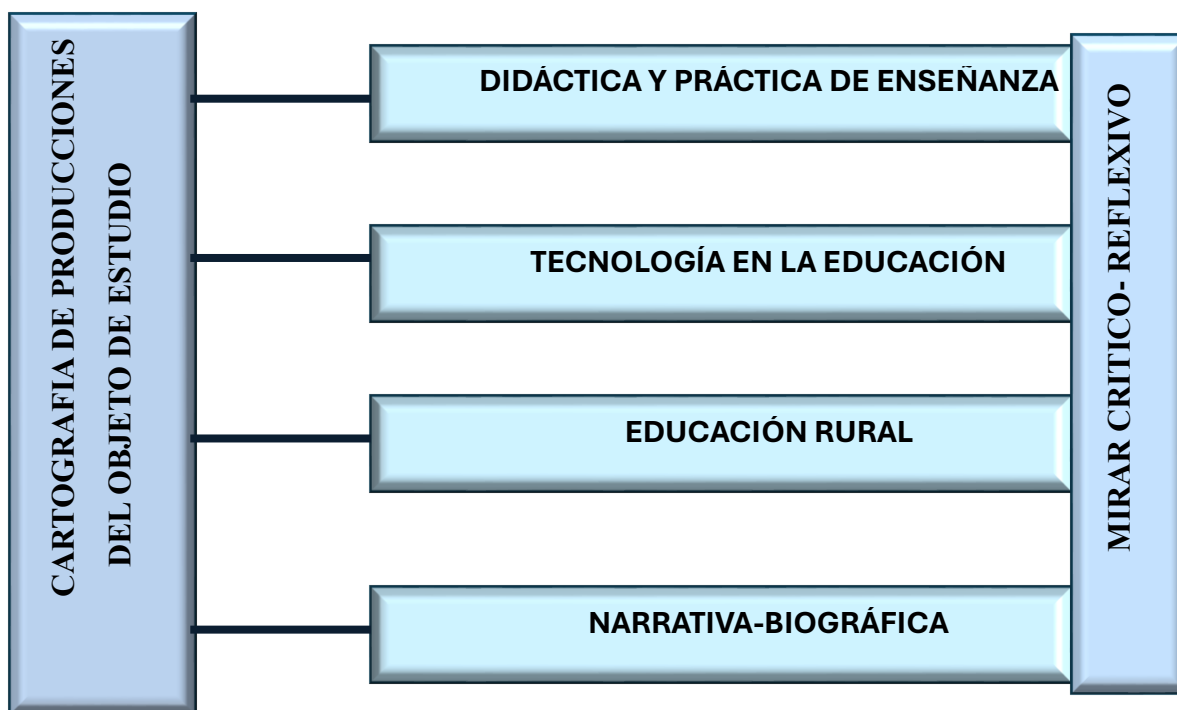 CARTOGRAFIA DE PRODUCCIONES
DEL OBJETO DE ESTUDIO
DIDÁCTICA Y PRÁCTICA DE ENSEÑANZA
TECNOLOGÍA EN LA EDUCACIÓN
EDUCACIÓN RURAL
NARRATIVA-BIOGRÁFICA
MIRAR CRITICO- REFLEXIVO